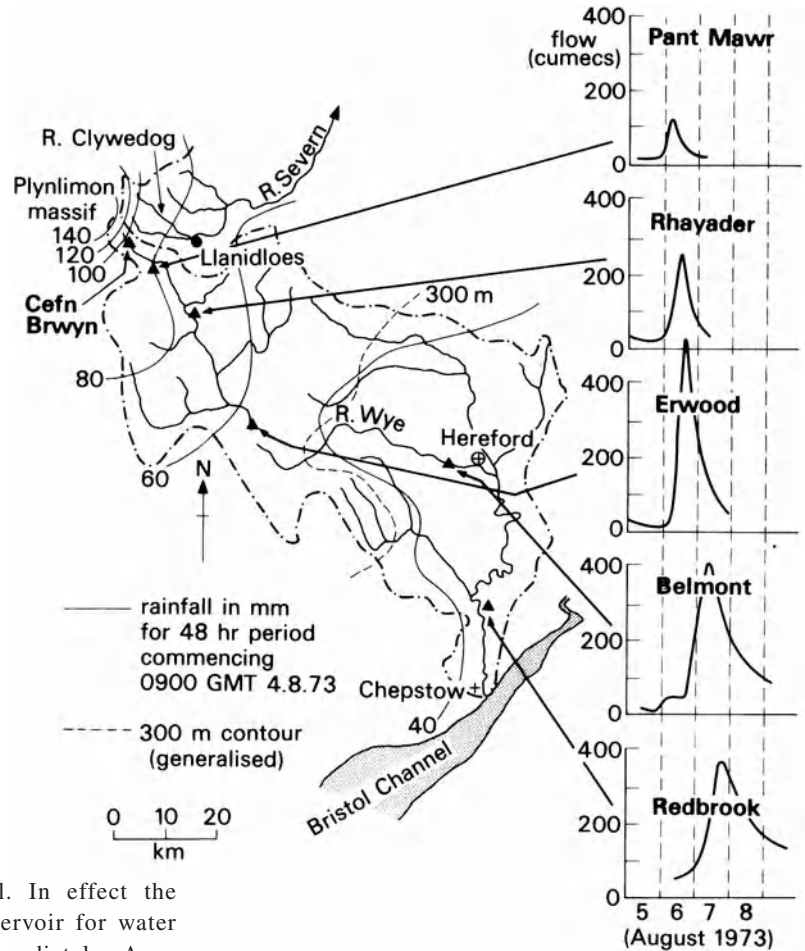 400
flow
(cumecs)
Pant Mawr
200
0
R. Clywedog
R. Severn
Plynlimon
massif
140
120
100
Llanidloes
400
Rhayader
200
0
Cefn
Brwyn
300 m
80
400
Erwood
R. Wye
Hereford
200
60
N
0
rainfall in mm
for 48 hr period
commencing
0900 GMT 4.8.73
400
Belmont
200
0
Chepstow
40
300 m contour
(generalised)
Bristol Channel
400
Redbrook
200
0
0 10 20
km
5 6 7 8
(August 1973)
l. In effect the
servoir for water